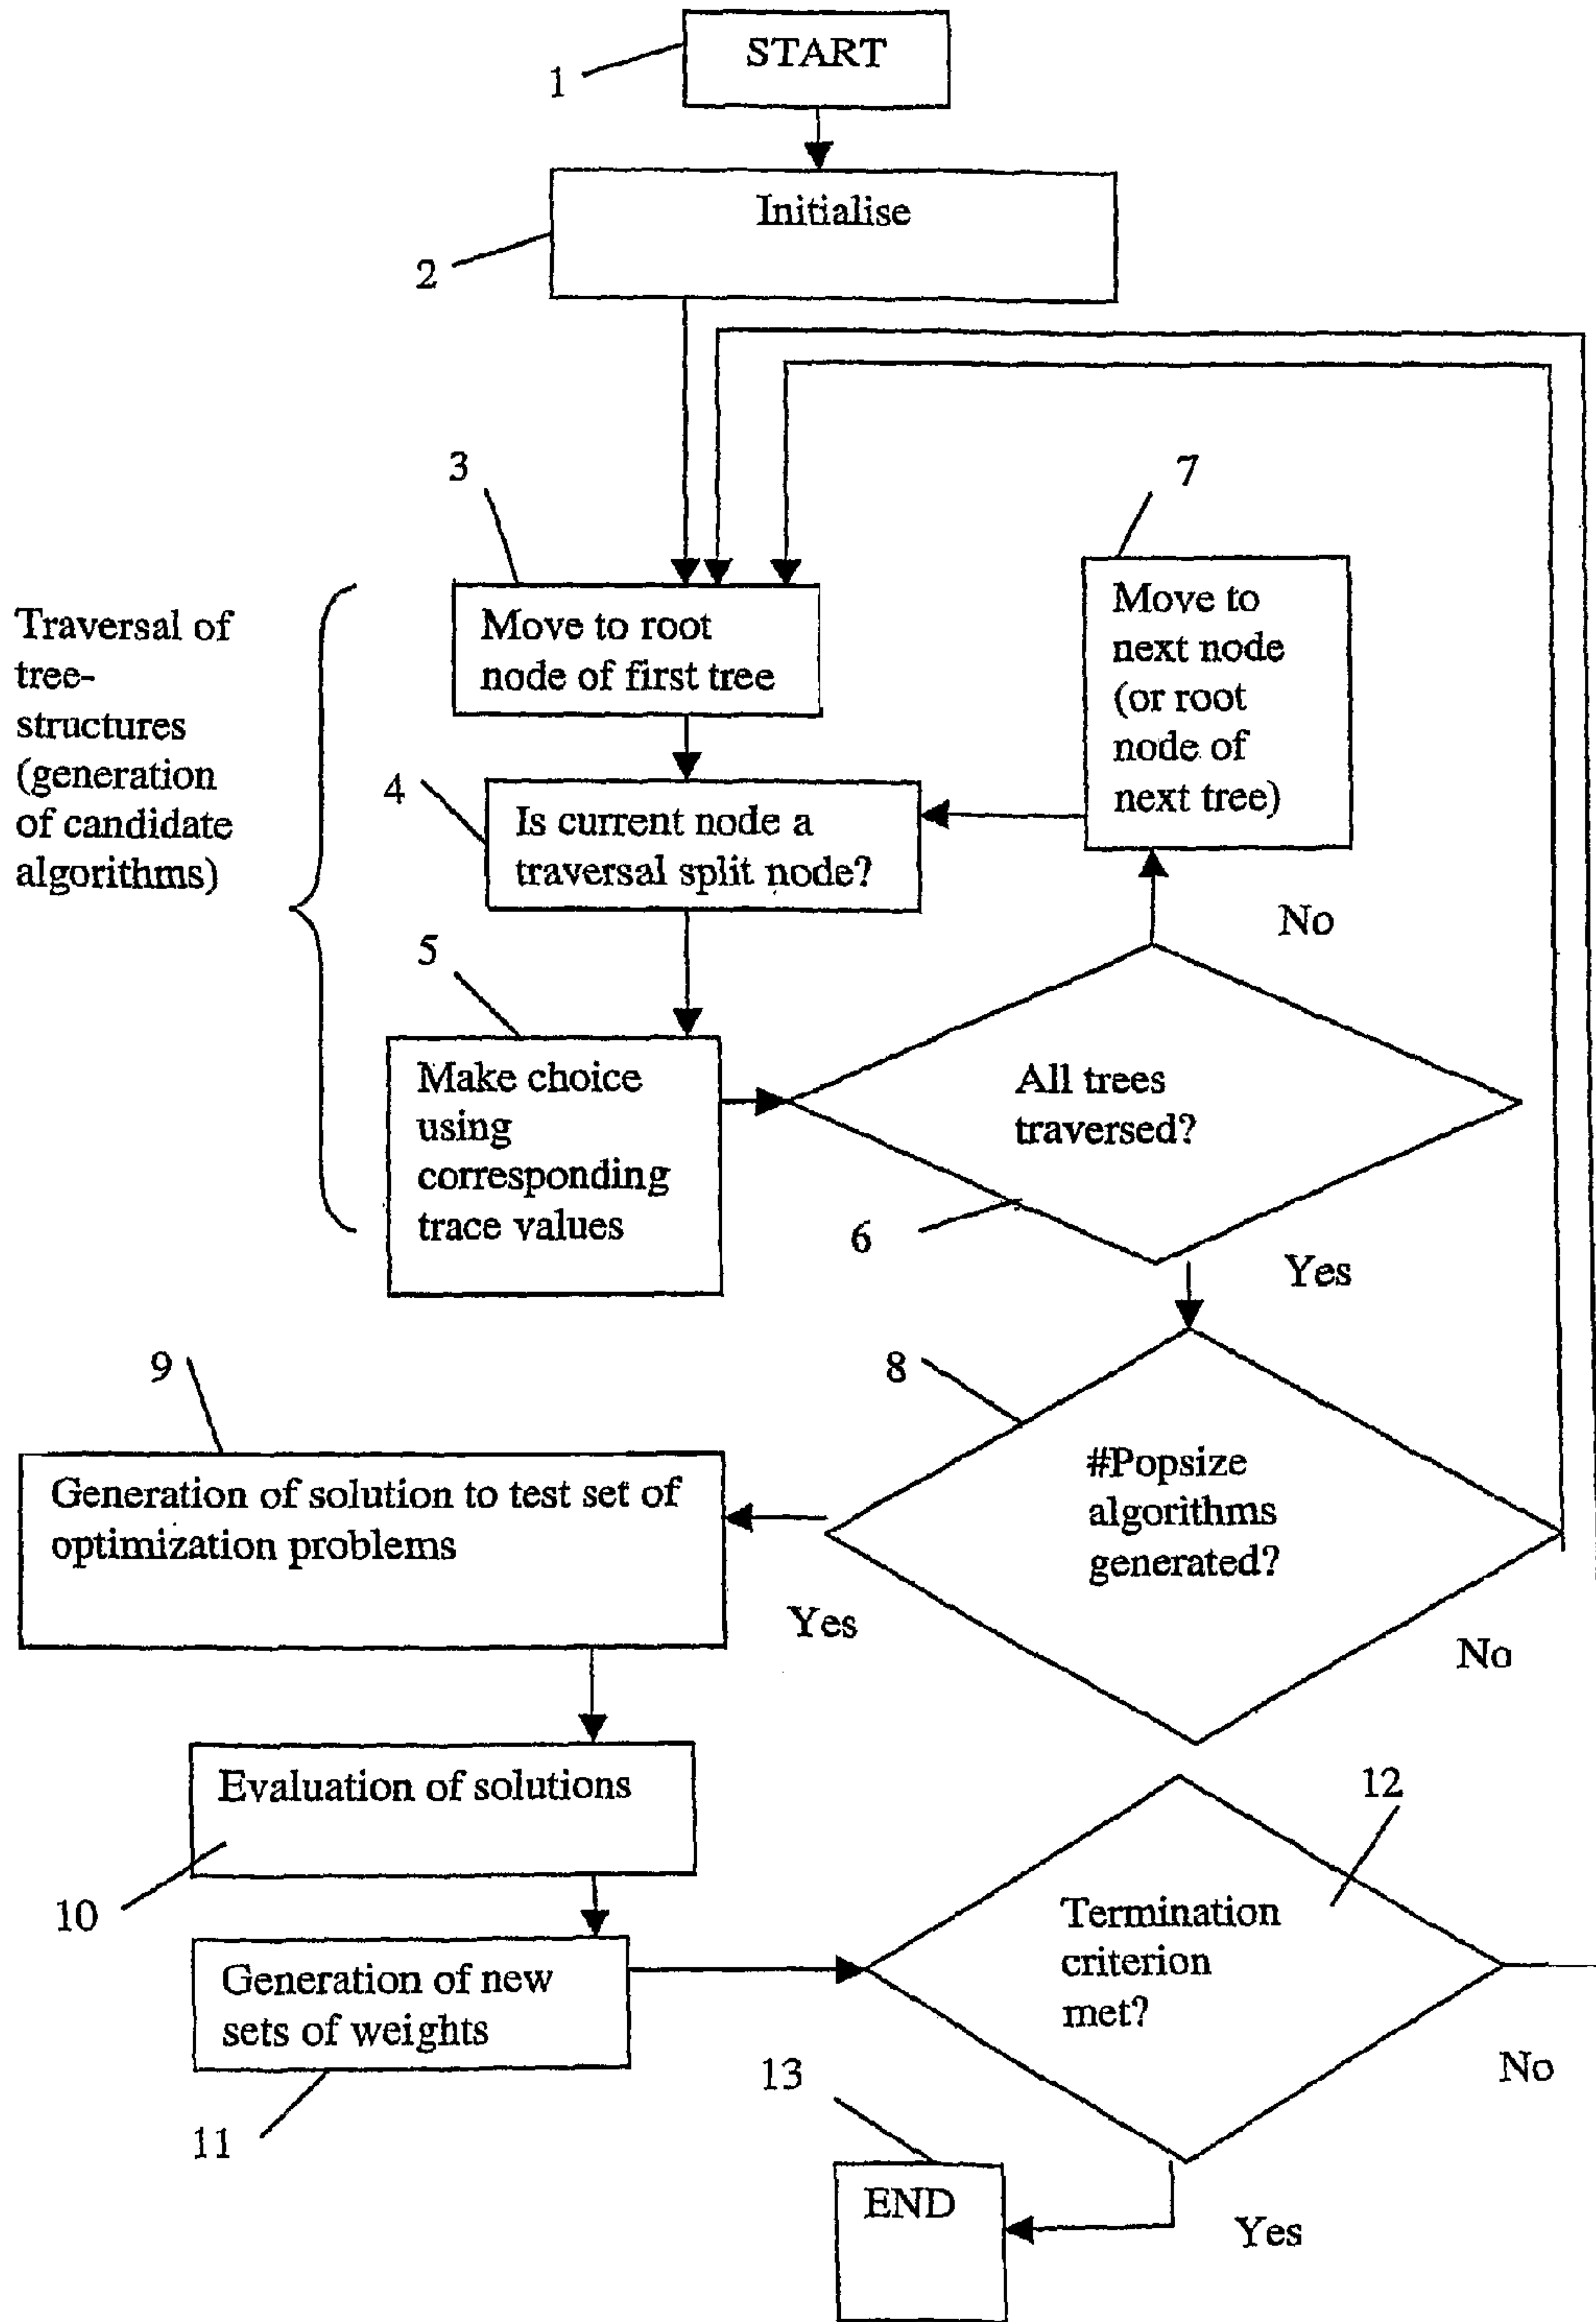 1
START
Initialise
2
3
7
Traversal of
tree-
structures
(generation
of candidate
algorithms)
Move to root
node of first tree
Move to
next node
(or root
node of
next tree)
4
Is current node a
traversal split node?
No
5
Make choice
using
corresponding
trace values
All trees
traversed?
6
Yes
9
8
#Popsize
algorithms
generated?
Generation of solution to test set of
optimization problems
Yes
No
Evaluation of solutions
10
12
Termination
criterion
met?
Generation of new
sets of weights
11
No
13
END
Yes